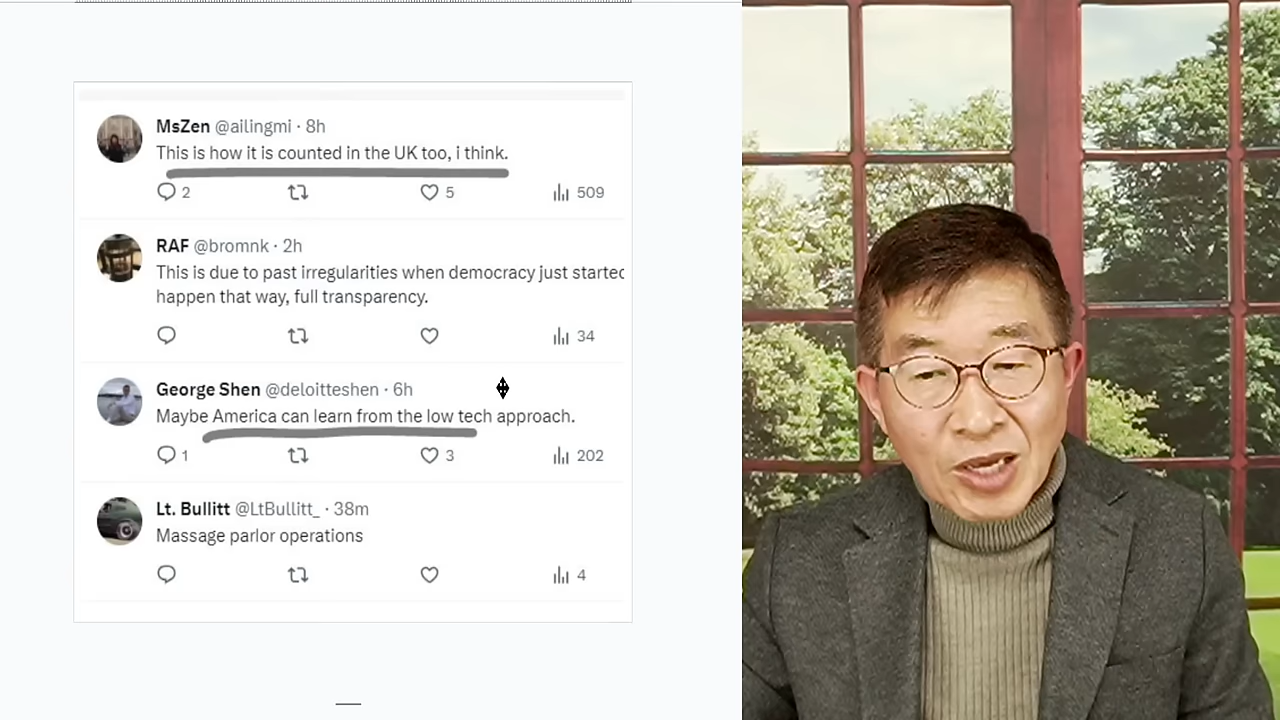 MsZen @ailingmi · 8h
This is how it is counted in the UK too, i think.
2 5 509
RAF @bromnk · 2h
This is due to past irregularities when democracy just started
happen that way, full transparency.
34
George Shen @deloitteshen · 6h
Maybe America can learn from the low tech approach.
1 3 202
Lt. Bullitt @LtBullitt_ · 38m
Massage parlor operations
4